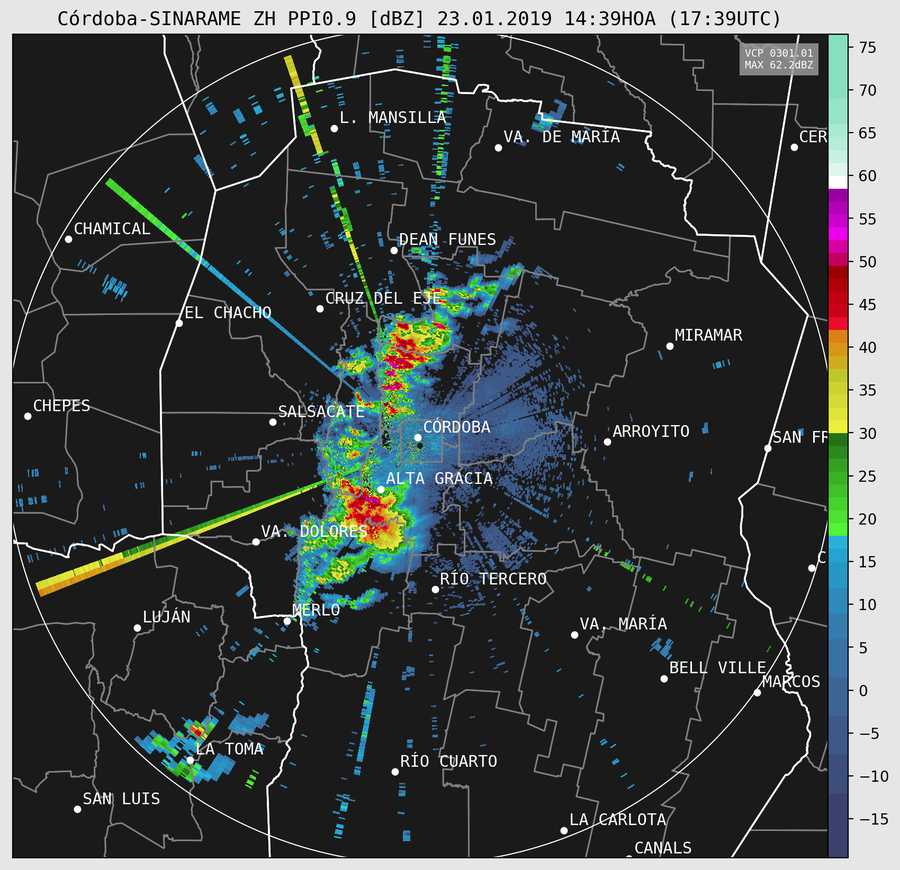 Córdoba-SINARAME ZH PPI0.9 [dBZ] 23.01.2019 14:39HOA (17:39UTC)
VCP 0301.01
MAX 62.2dBZ
75
70
65
60
55
50
45
40
35
30
25
20
15
10
5
0
−5
−10
−15
L. MANSILLA
VA. DE MARÍA
CER
CHAMICAL
DEAN FUNES
CRUZ DEL EJE
EL CHACHO
MIRAMAR
CHEPES
SALSACATE
CÓRDOBA
ARROYITO
SAN FR
ALTA GRACIA
VA. DOLORES
C
RÍO TERCERO
MERLO
LUJÁN
VA. MARÍA
BELL VILLE
MARCOS
LA TOMA
RÍO CUARTO
SAN LUIS
LA CARLOTA
CANALS